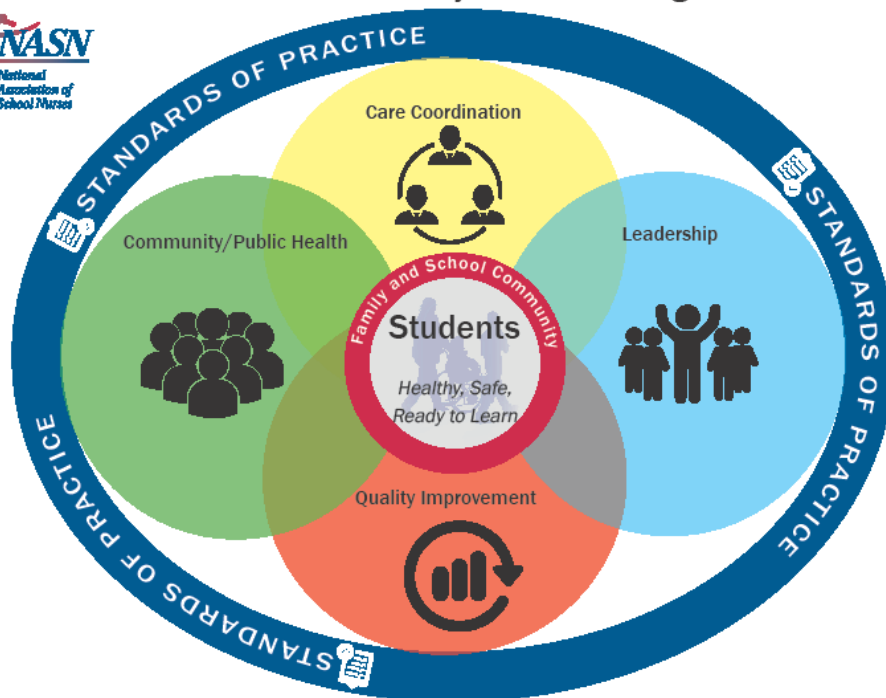 NASN
National
Association of
School Nurses
STANDARDS OF PRACTICE
Care Coordination
STANDARDS OF PRACTICE
Community/Public Health
Leadership
Family and School Community
Students
Healthy, Safe,
Ready to Learn
Quality Improvement
STANDARDS OF PRACTICE